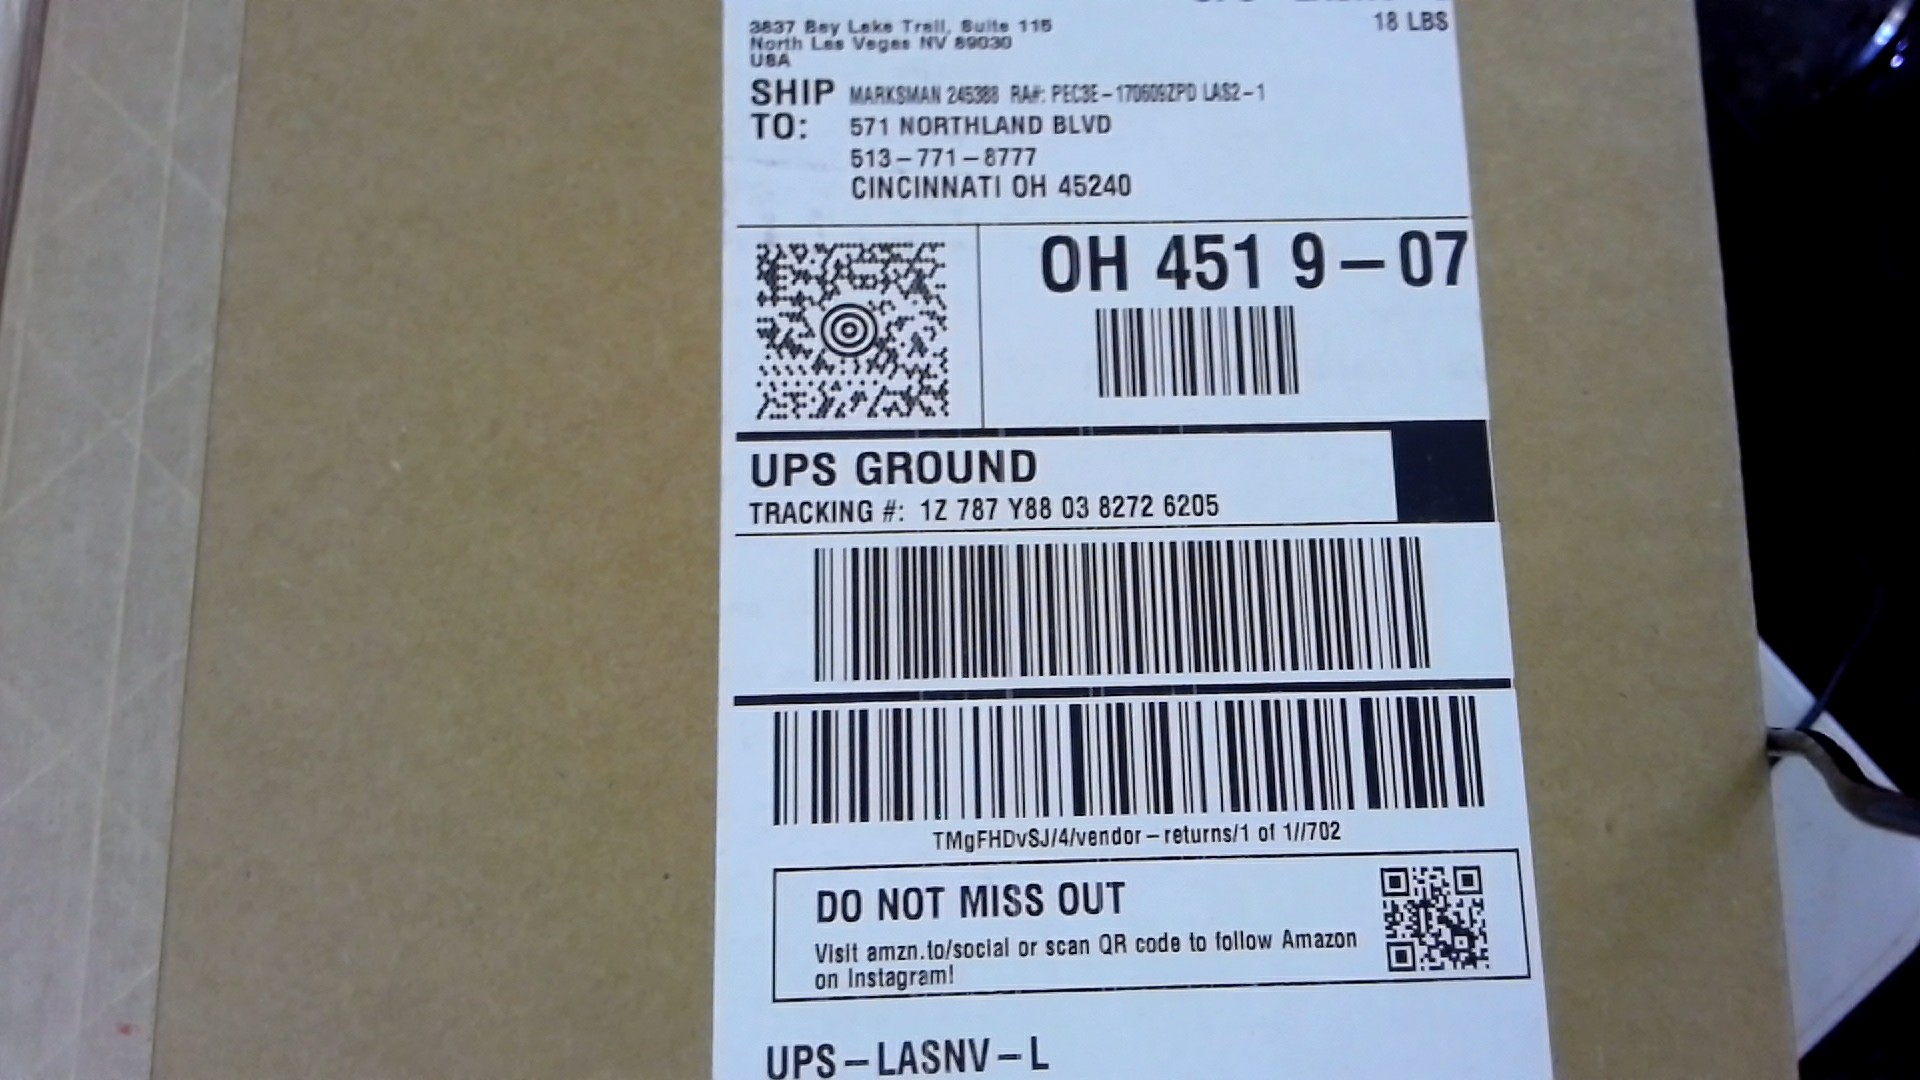 18 LBS
3837 Bay Lake Trail, Suite 115
North Las Vegas NV 89030
USA
SHIP TO:
MARKSMAN 245388 RA#: PEC3E-170609ZPD LAS2-1
571 NORTHLAND BLVD
513-771-8777
CINCINNATI OH 45240
OH 451 9-07
UPS GROUND
TRACKING #: 1Z 787 Y88 03 8272 6205
TMgFHDvSJ/4/vendor-returns/1 of 1//702
DO NOT MISS OUT
Visit amzn.to/social or scan QR code to follow Amazon
on Instagram!
UPS-LASNV-L